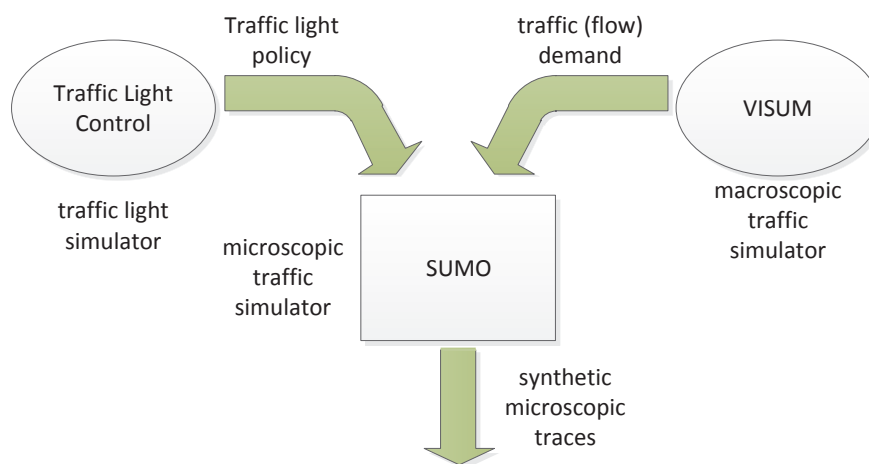 Traffic light
policy
traffic (flow)
demand
Traffic Light
Control
VISUM
traffic light
simulator
macroscopic
traffic
simulator
microscopic
traffic
simulator
SUMO
synthetic
microscopic
traces